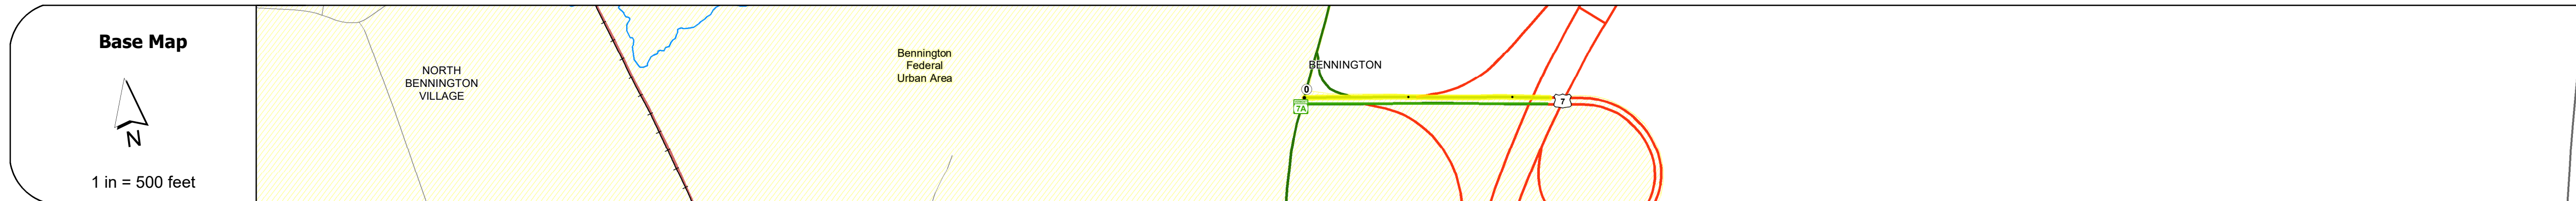 Base Map
N
1 in = 500 feet
NORTH
BENNINGTON
VILLAGE
Bennington
Federal
Urban Area
BENNINGTON
0
7A
7